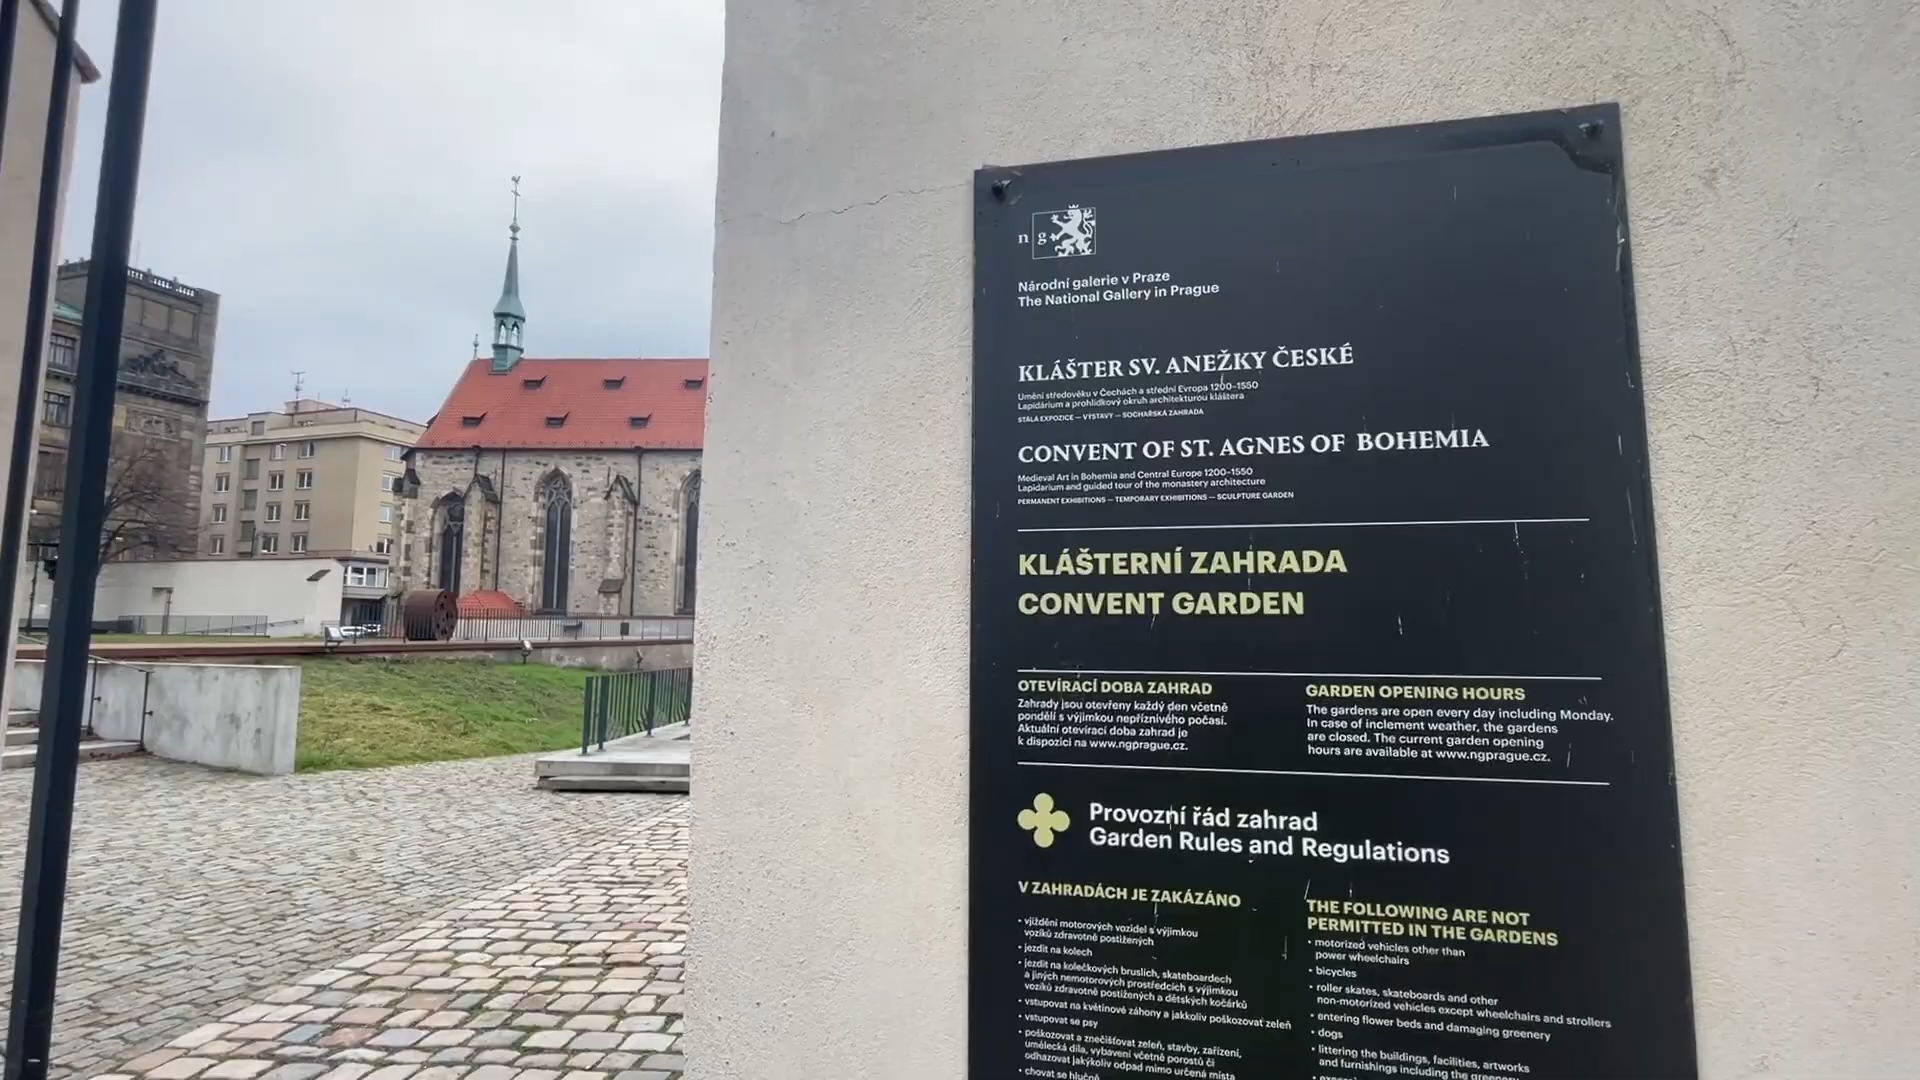 n g
Národní galerie v Praze
The National Gallery in Prague
KLÁŠTER SV. ANEŽKY ČESKÉ
Umění středověku v Čechách a střední Evropa 1200–1550
Lapidárium a prohlídkový okruh architekturou kláštera
STÁLÁ EXPOZICE — VÝSTAVY — SOCHAŘSKÁ ZAHRADA
CONVENT OF ST. AGNES OF BOHEMIA
Medieval Art in Bohemia and Central Europe 1200–1550
Lapidarium and guided tour of the monastery architecture
PERMANENT EXHIBITIONS — TEMPORARY EXHIBITIONS — SCULPTURE GARDEN
KLÁŠTERNÍ ZAHRADA
CONVENT GARDEN
OTEVÍRACÍ DOBA ZAHRAD
Zahrady jsou otevřeny každý den včetně
pondělí s výjimkou nepříznivého počasí.
Aktuální otevírací doba zahrad je
k dispozici na www.ngprague.cz.
GARDEN OPENING HOURS
The gardens are open every day including Monday.
In case of inclement weather, the gardens
are closed. The current garden opening
hours are available at www.ngprague.cz.
Provozní řád zahrad
Garden Rules and Regulations
V ZAHRADÁCH JE ZAKÁZÁNO
• vjíždění motorových vozidel s výjimkou
vozíků zdravotně postižených
• jezdit na kolech
• jezdit na kolečkových bruslích, skateboardech
a jiných nemotorových prostředcích s výjimkou
vozíků zdravotně postižených a dětských kočárků
• vstupovat na květinové záhony a jakkoliv poškozovat zeleň
• vstupovat se psy
• poškozovat a znečišťovat zeleň, stavby, zařízení,
umělecká díla, vybavení včetně porostů či
odhazovat jakýkoliv odpad mimo určená místa
• chovat se hlučně
THE FOLLOWING ARE NOT
PERMITTED IN THE GARDENS
• motorized vehicles other than
power wheelchairs
• bicycles
• roller skates, skateboards and other
non-motorized vehicles except wheelchairs and strollers
• entering flower beds and damaging greenery
• dogs
• littering the buildings, facilities, artworks
and furnishings including the greenery